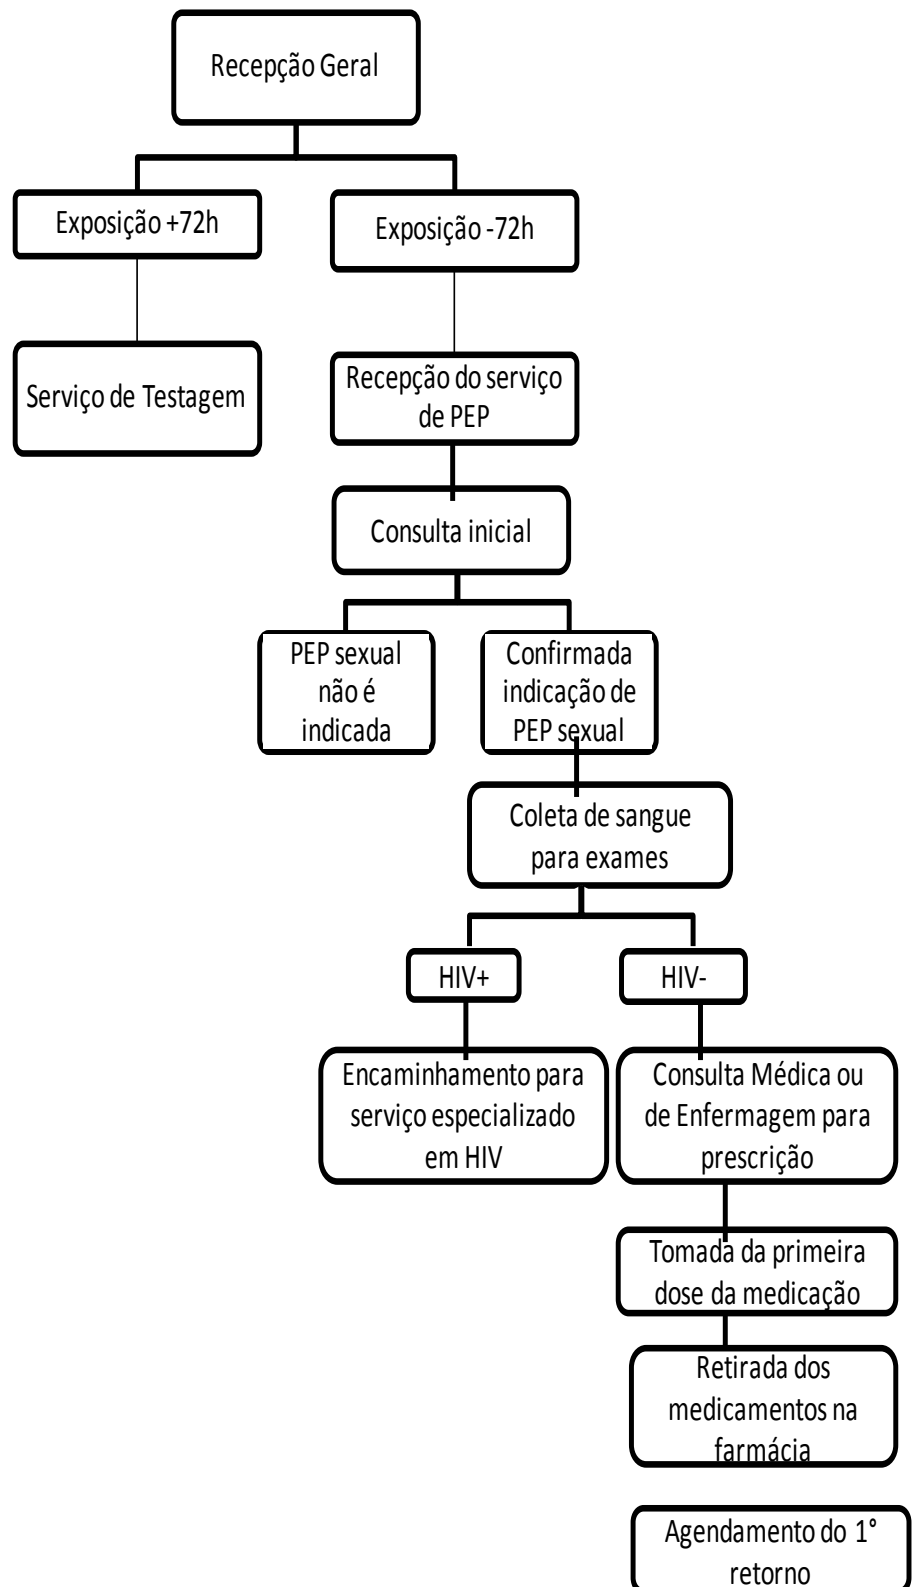 Recepção Geral
Exposição +72h
Exposição -72h
Serviço de Testagem
Recepção do serviço
de PEP
Consulta inicial
PEP sexual
não é
indicada
Confirmada
indicação de
PEP sexual
Coleta de sangue
para exames
HIV+
HIV-
Encaminhamento para
serviço especializado
em HIV
Consulta Médica ou
de Enfermagem para
prescrição
Tomada da primeira
dose da medicação
Retirada dos
medicamentos na
farmácia
Agendamento do 1°
retorno